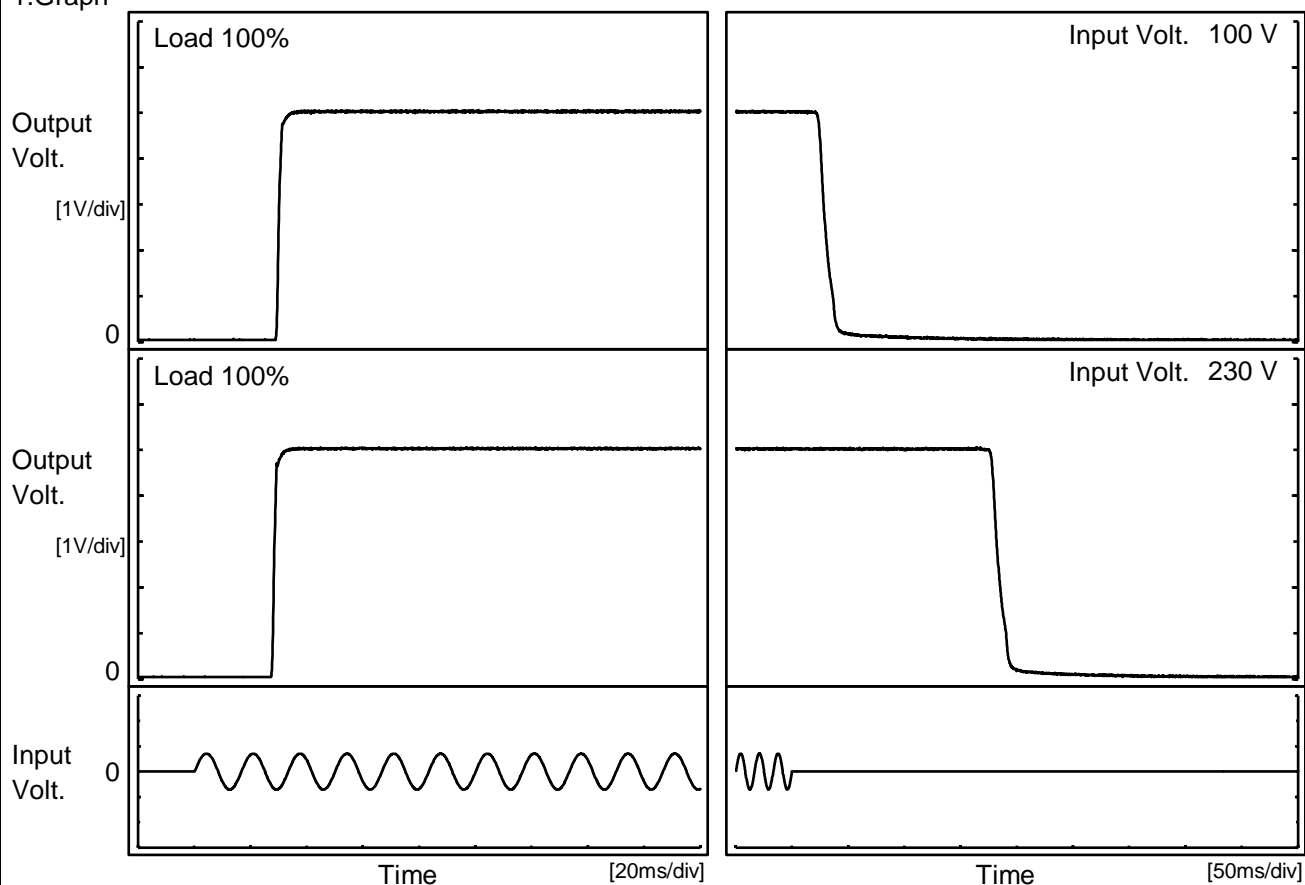 1.Graph
Load 100%
Input Volt. 100 V
Output
Volt.
[1V/div]
0
Load 100%
Input Volt. 230 V
Output
Volt.
[1V/div]
0
Input
Volt.
0
Time
[20ms/div]
Time
[50ms/div]